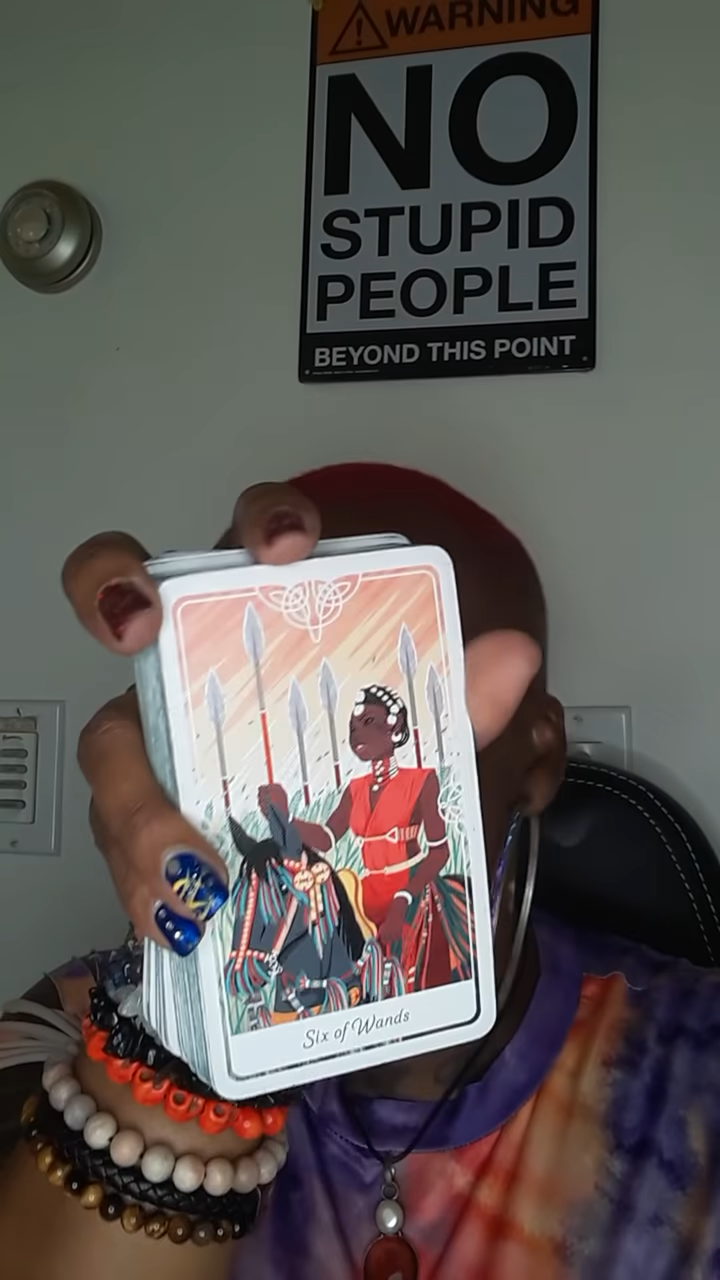 WARNING
NO
STUPID
PEOPLE
BEYOND THIS POINT
Six of Wands